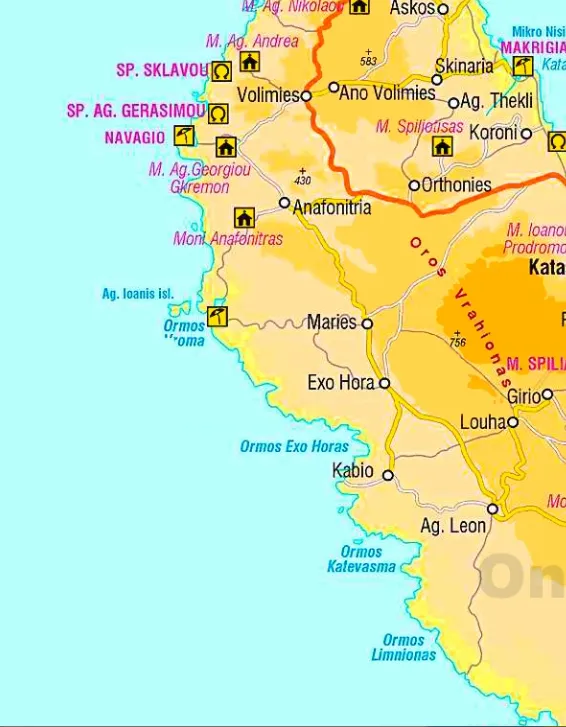 M. Ag. Nikolaou
Askos
Mikro Nisi
MAKRIGIA
Kata
M. Ag. Andrea
583
Skinaria
SP. SKLAVOU
Volimies
Ano Volimies
Ag. Thekli
SP. AG. GERASIMOU
M. Spiliotisas
Koroni
NAVAGIO
M. Ag.Georgiou
Gkremon
430
Orthonies
Anafonitria
Moni Anafonitras
M. Ioano
Prodromo
Oros Vrahionas
Kata
Ag. Ioanis isl.
Ormos
Vroma
Maries
756
M. SPILIA
Exo Hora
Girio
Louha
Ormos Exo Horas
Kabio
Mo
Ag. Leon
Ormos
Katevasma
On
Ormos
Limnionas